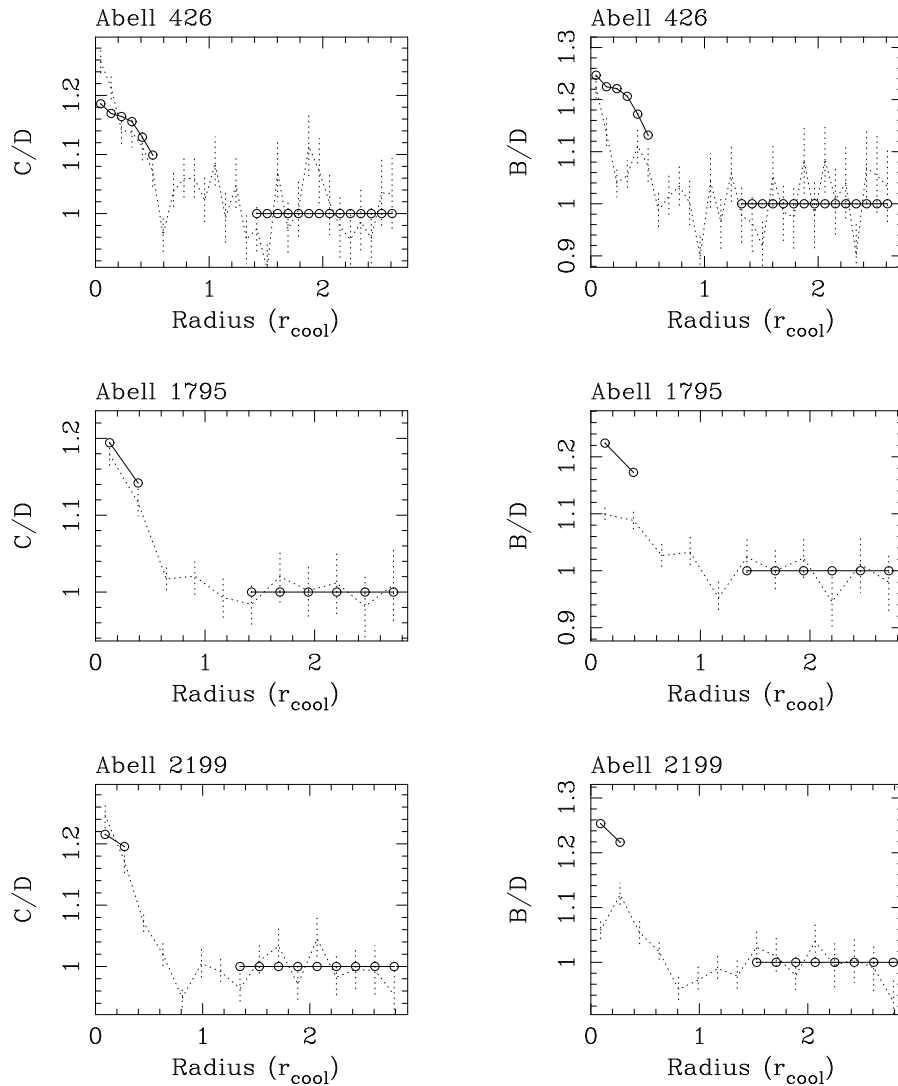 Abell 426
C/D
1.2
1.1
1
0 1 2
Radius (r_cool)
Abell 426
B/D
1.3
1.2
1.1
1
0.9
0 1 2
Radius (r_cool)
Abell 1795
C/D
1.2
1.1
1
0 1 2
Radius (r_cool)
Abell 1795
B/D
1.2
1.1
1
0.9
0 1 2
Radius (r_cool)
Abell 2199
C/D
1.2
1.1
1
0 1 2
Radius (r_cool)
Abell 2199
B/D
1.3
1.2
1.1
1
0 1 2
Radius (r_cool)